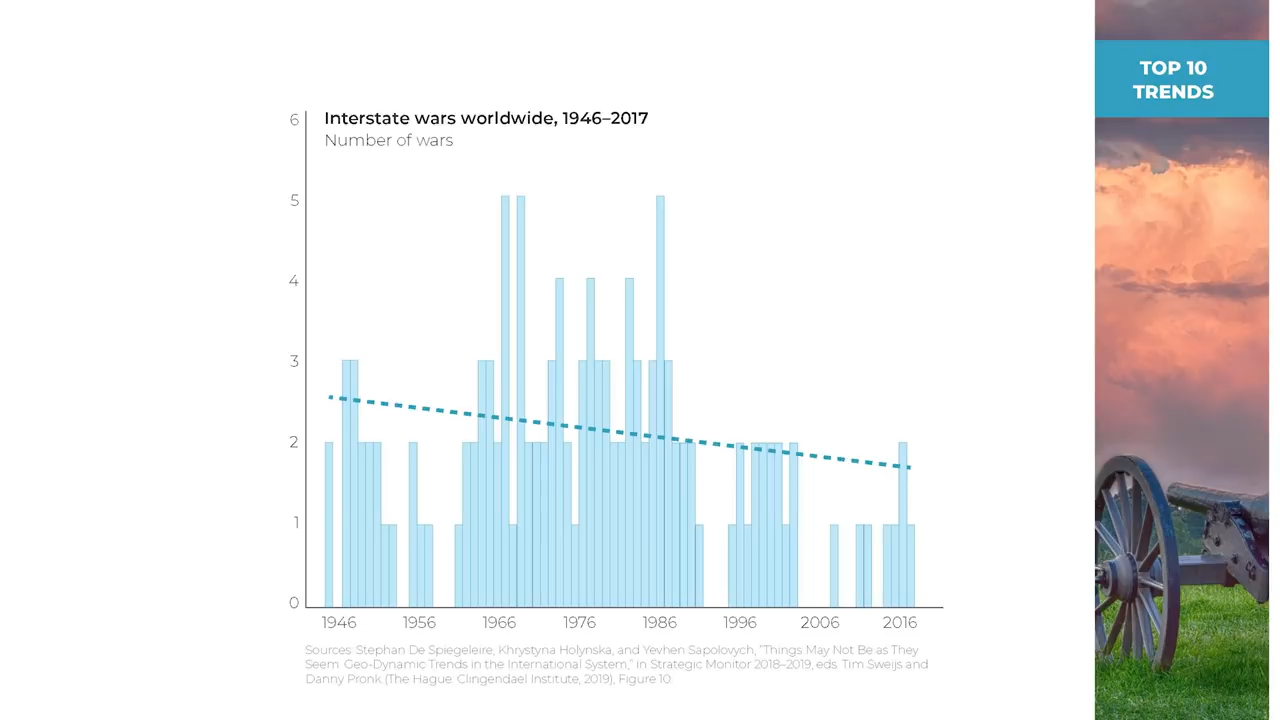 TOP 10
TRENDS
Interstate wars worldwide, 1946–2017
Number of wars
6
5
4
3
2
1
0
1946 1956 1966 1976 1986 1996 2006 2016
Sources: Stephan De Spiegeleire, Khrystyna Holynska, and Yevhen Sapolovych, "Things May Not Be as They
Seem: Geo-Dynamic Trends in the International System," in Strategic Monitor 2018–2019, eds. Tim Sweijs and
Danny Pronk (The Hague: Clingendael Institute, 2019), Figure 10.